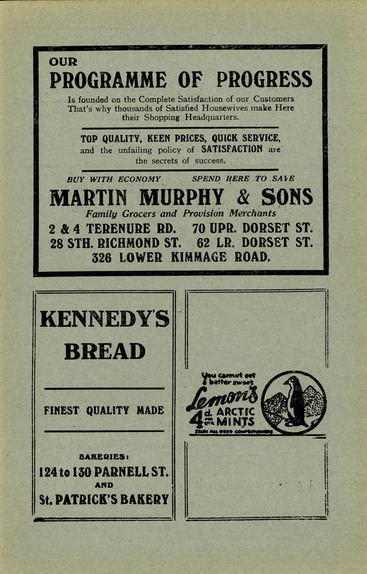 OUR
PROGRAMME OF PROGRESS
Is founded on the Complete Satisfaction of our Customers
That's why thousands of Satisfied Housewives make Here
their Shopping Headquarters.
TOP QUALITY, KEEN PRICES, QUICK SERVICE,
and the unfailing policy of SATISFACTION are
the secrets of success.
BUY WITH ECONOMY SPEND HERE TO SAVE
MARTIN MURPHY & SONS
Family Grocers and Provision Merchants
2 & 4 TERENURE RD. 70 UPR. DORSET ST.
28 STH. RICHMOND ST. 62 LR. DORSET ST.
326 LOWER KIMMAGE ROAD.
KENNEDY'S
BREAD
FINEST QUALITY MADE
BAKERIES:
124 to 130 PARNELL ST.
AND
St. PATRICK'S BAKERY
You cannot get
better sweet
Lemon's
4d. ARCTIC
MINTS
FROM ALL GOOD CONFECTIONERS